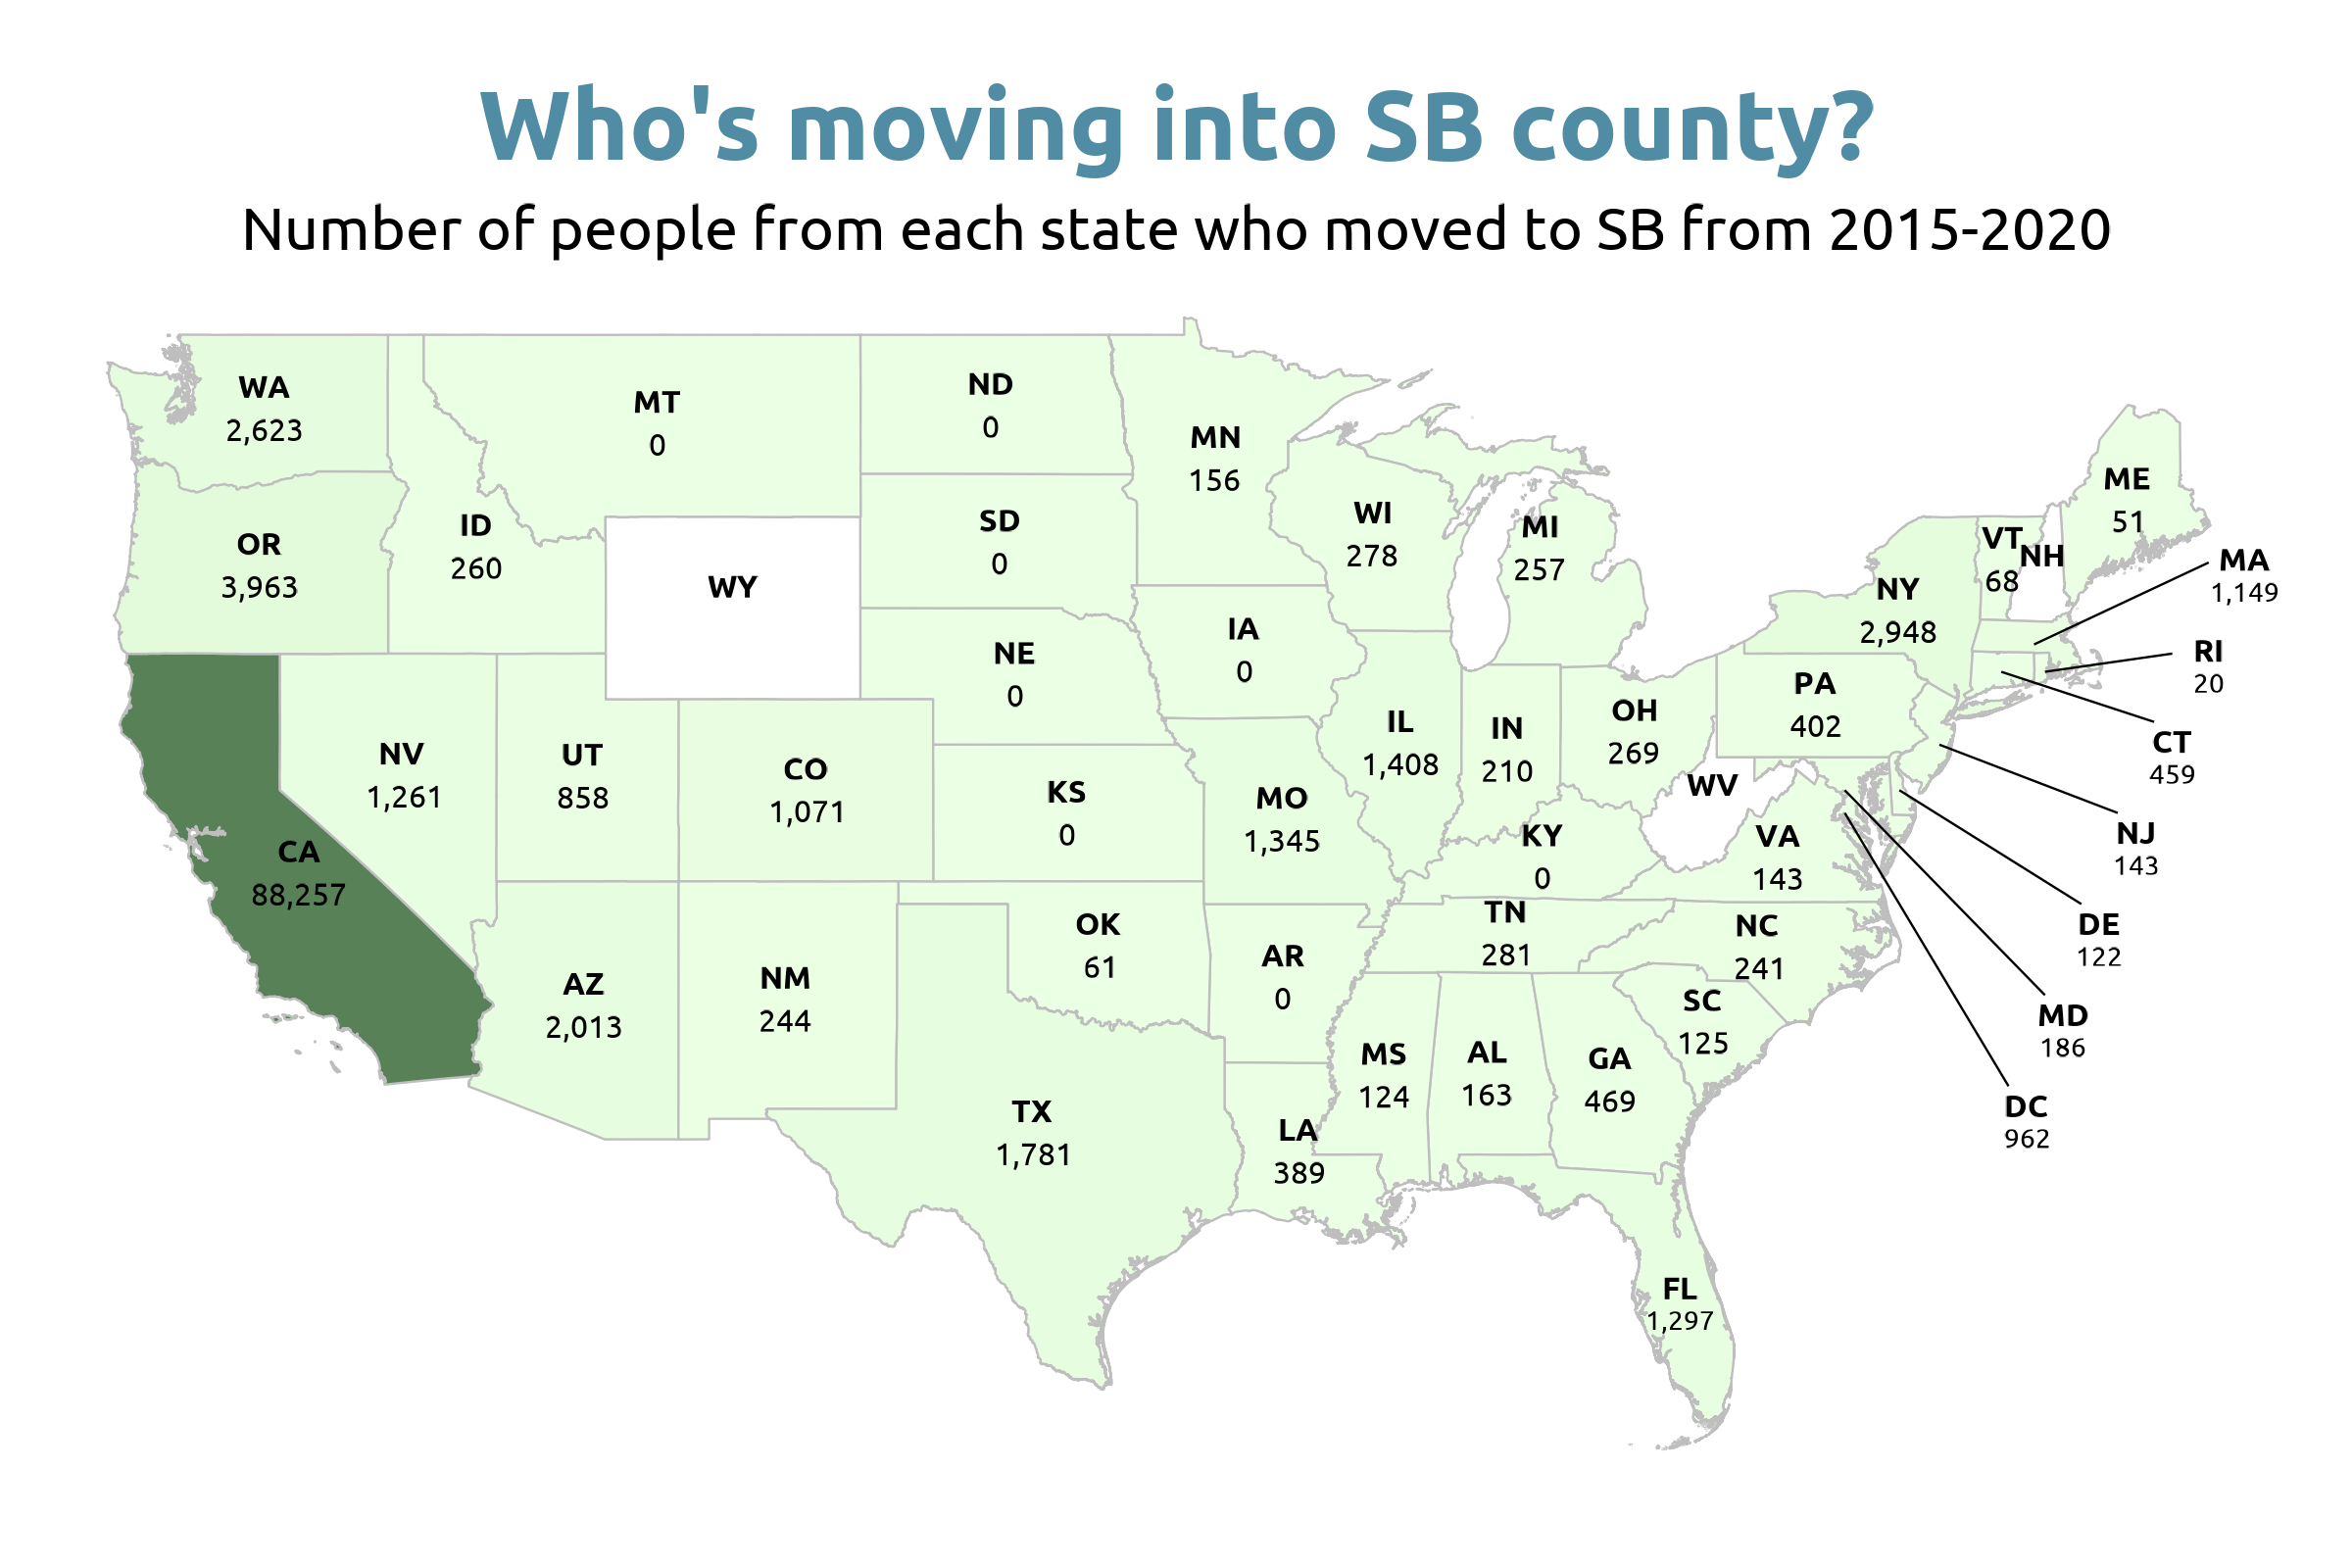 Who's moving into SB county?
Number of people from each state who moved to SB from 2015-2020
WA
2,623
MT
0
ND
0
MN
156
OR
3,963
ID
260
WY
SD
0
WI
278
MI
257
ME
51
VT
68
NH
MA
1,149
NY
2,948
RI
20
NE
0
IA
0
PA
402
CT
459
NV
1,261
UT
858
CO
1,071
KS
0
MO
1,345
IL
1,408
IN
210
OH
269
WV
NJ
143
CA
88,257
KY
0
VA
143
DE
122
AZ
2,013
NM
244
OK
61
AR
0
TN
281
NC
241
SC
125
MD
186
TX
1,781
LA
389
MS
124
AL
163
GA
469
DC
962
FL
1,297